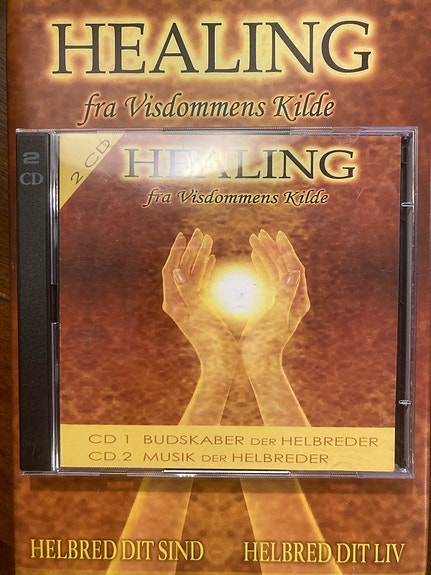 HEALING
fra Visdommens Kilde
2
CD
2 CD
HEALING
fra Visdommens Kilde
CD 1 BUDSKABER DER HELBREDER
CD 2 MUSIK DER HELBREDER
HELBRED DIT SIND HELBRED DIT LIV